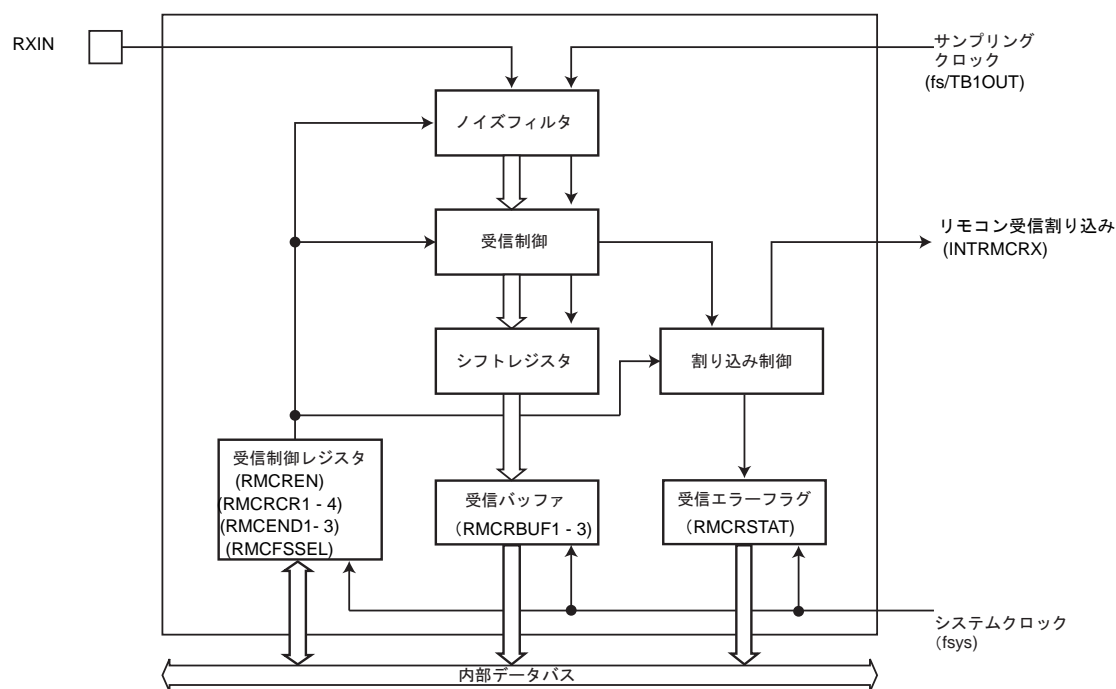 RXIN
サンプリング
クロック
(fs/TB1OUT)
ノイズフィルタ
受信制御
リモコン受信割り込み
(INTRMCRX)
シフトレジスタ
割り込み制御
受信制御レジスタ
(RMCREN)
(RMCRCR1 - 4)
(RMCEND1- 3)
(RMCFSSEL)
受信バッファ
（RMCRBUF1 - 3)
受信エラーフラグ
（RMCRSTAT)
システムクロック
(fsys)
内部データバス